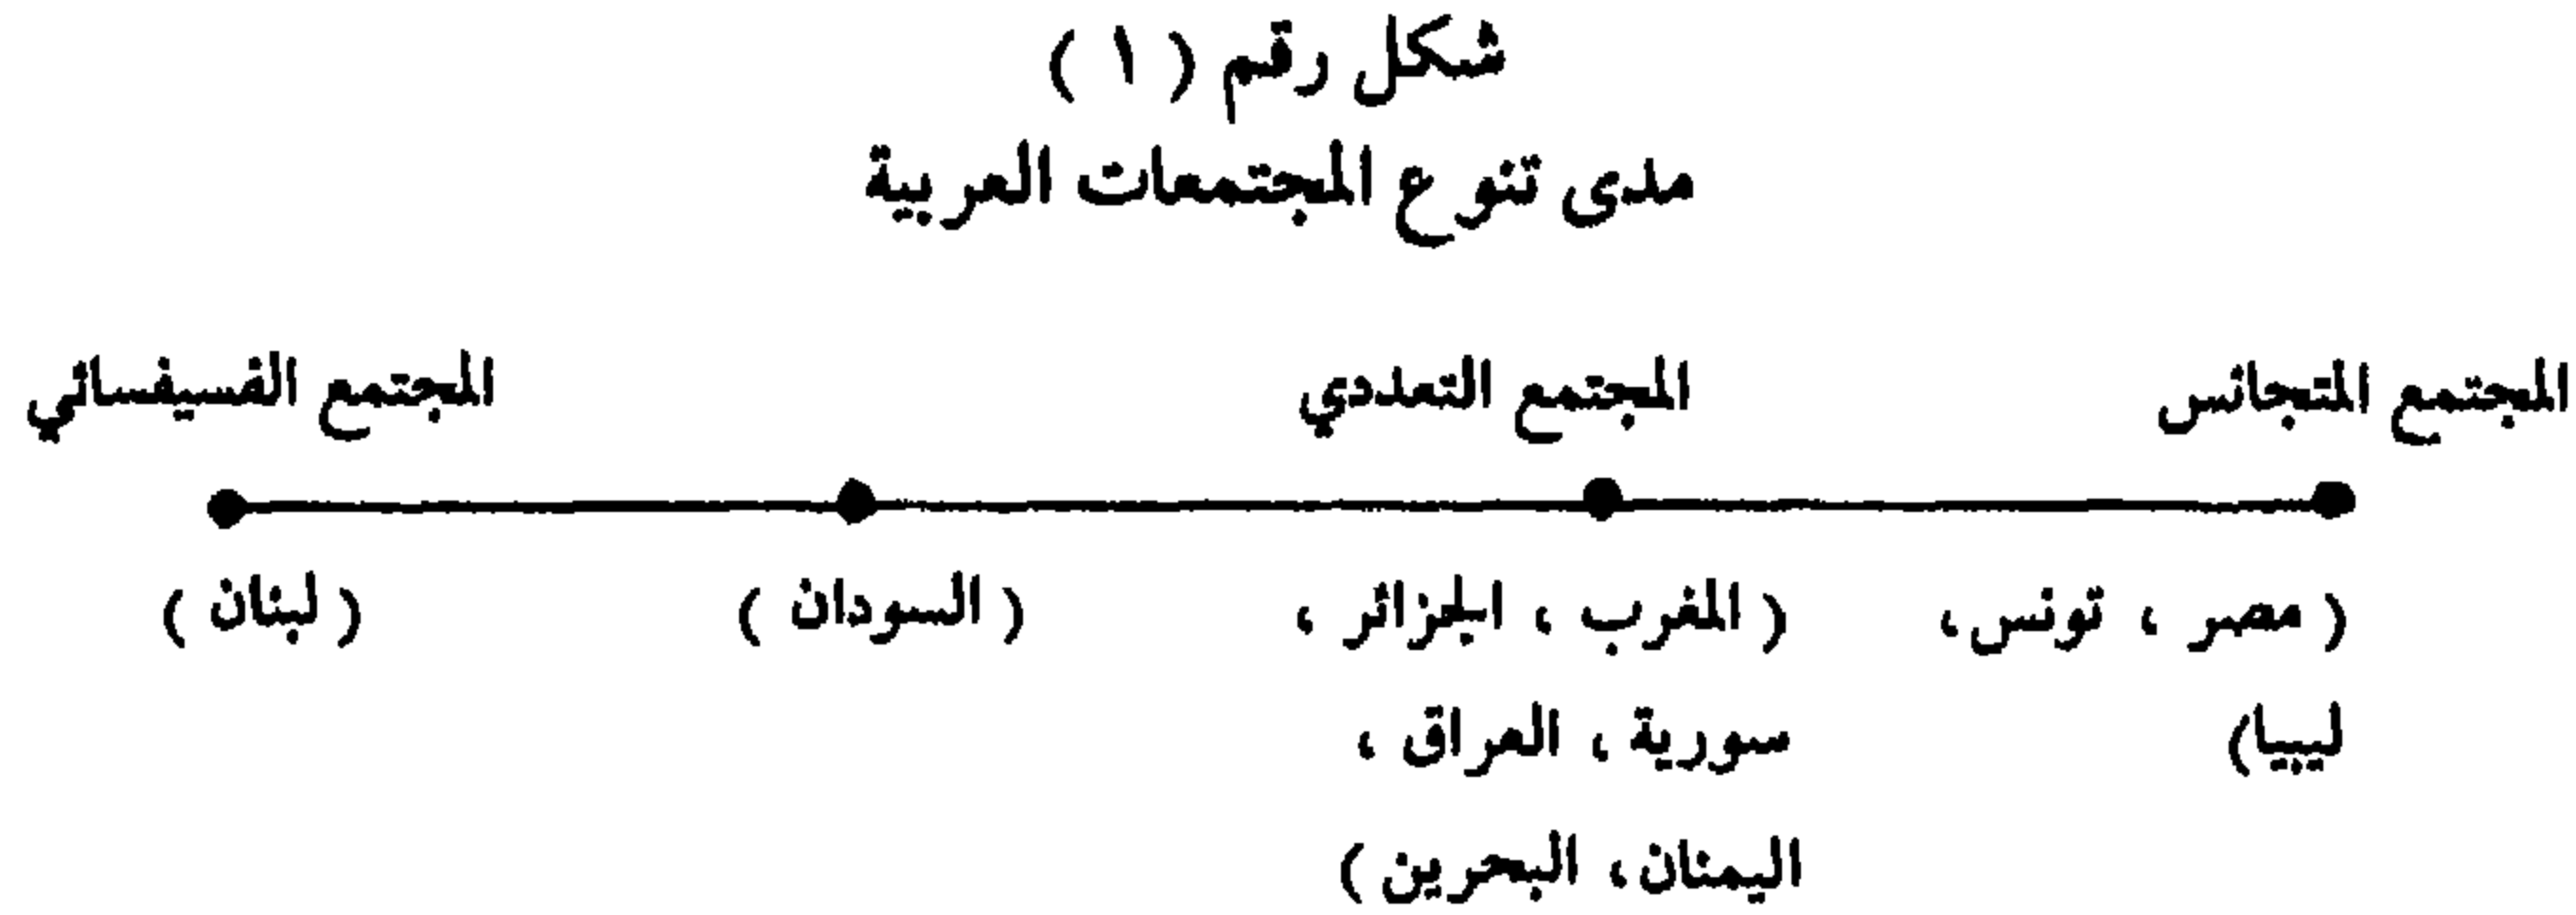 شكل رقم ( ١ )
مدى تنوع المجتمعات العربية
المجتمع المتجانس المجتمع التعددي المجتمع الفسيفسائي
( مصر ، تونس، ( المغرب ، الجزائر ، ( السودان ) ( لبنان )
ليبيا) سورية ، العراق ،
اليمنان، البحرين )